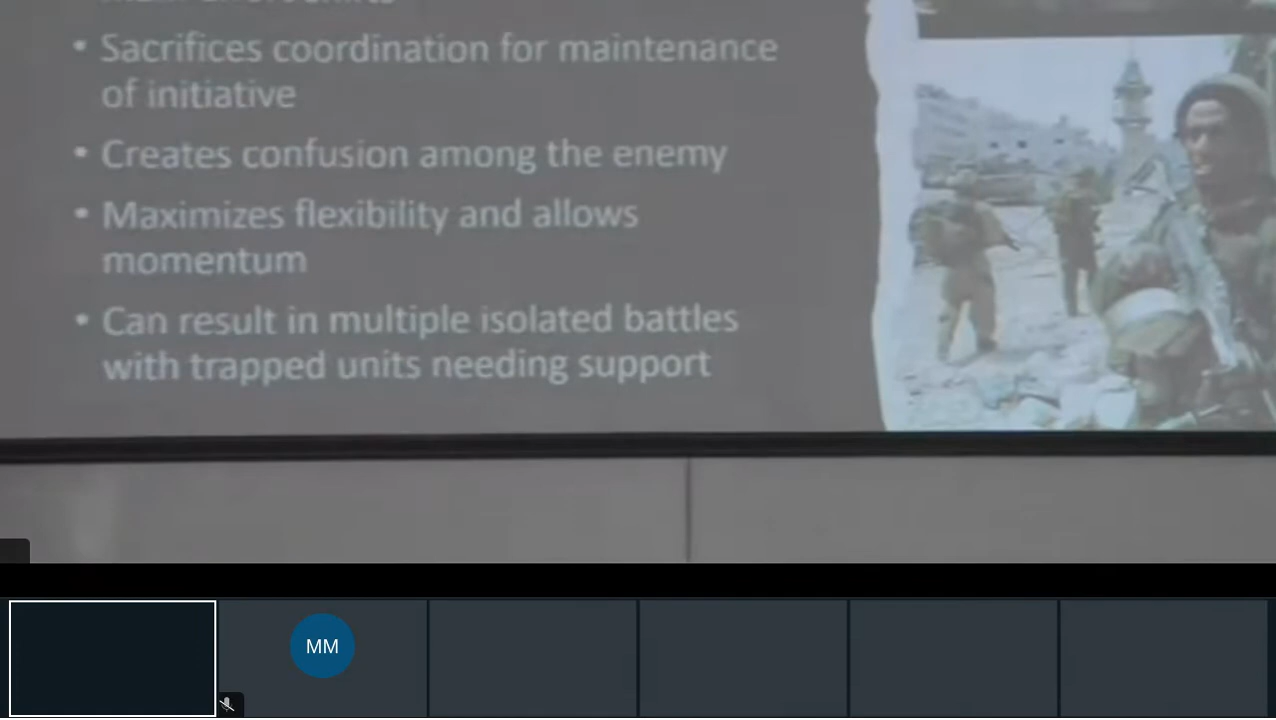 • Sacrifices coordination for maintenance
of initiative
• Creates confusion among the enemy
• Maximizes flexibility and allows
momentum
• Can result in multiple isolated battles
with trapped units needing support
MM